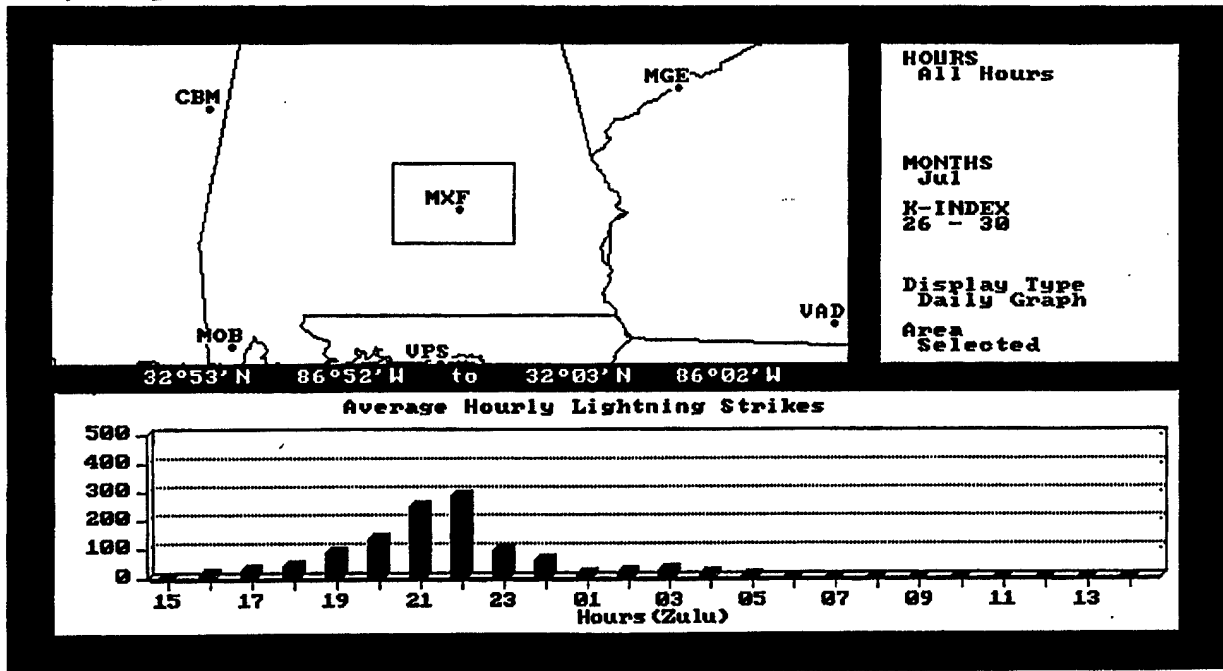 CBM
MGE
MXF
MOB
VPS
VAD
HOURS
All Hours
MONTHS
Jul
K-INDEX
26 - 30
Display Type
Daily Graph
Area
Selected
32°53'N 86°52'W to 32°03'N 86°02'W
Average Hourly Lightning Strikes
500
400
300
200
100
0
15 17 19 21 23 01 03 05 07 09 11 13
Hours(Zulu)